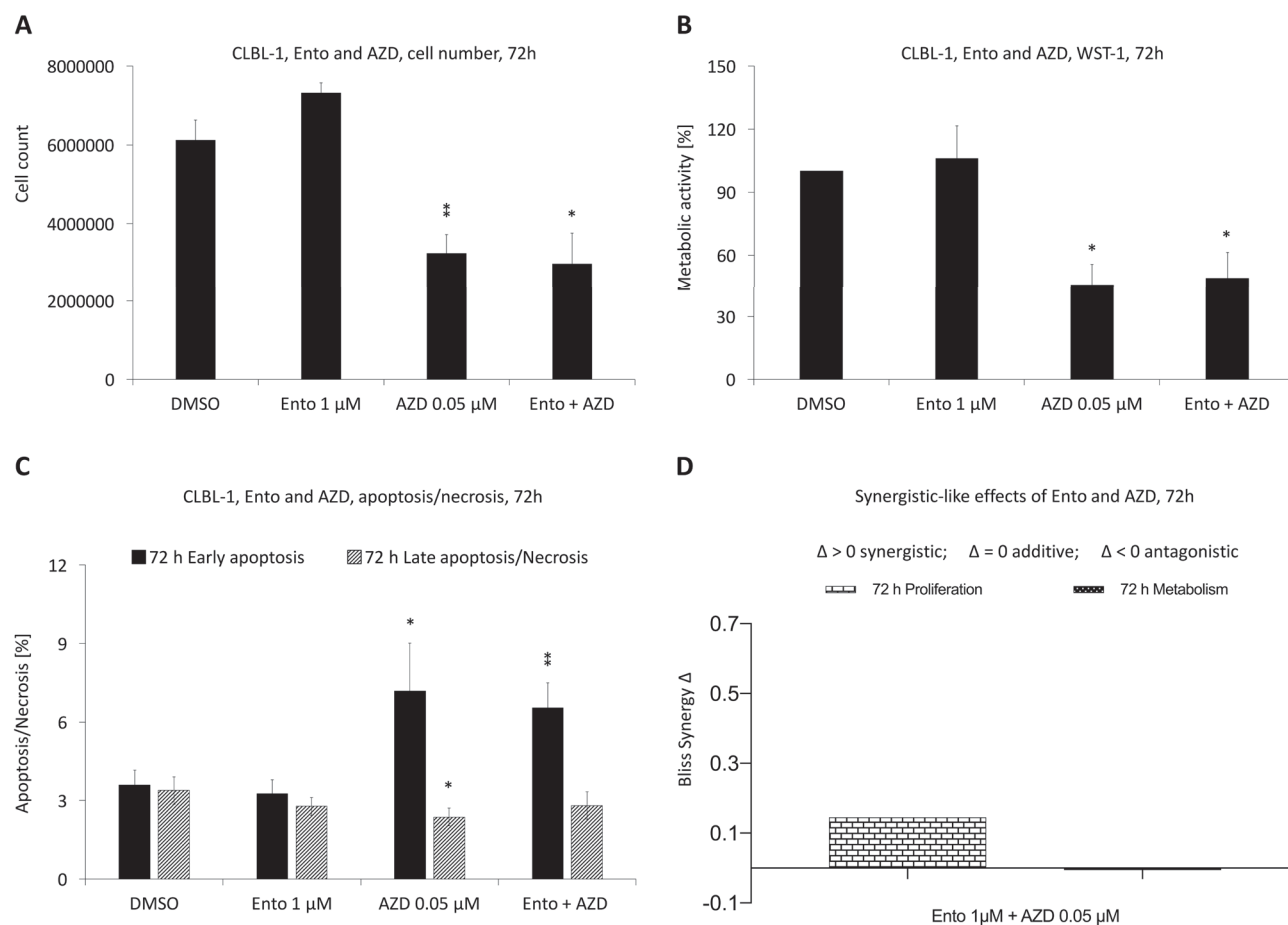 A
CLBL-1, Ento and AZD, cell number, 72h
8000000
6000000
4000000
2000000
0
Cell count
**
*
DMSO
Ento 1 µM
AZD 0.05 µM
Ento + AZD
B
CLBL-1, Ento and AZD, WST-1, 72h
150
120
90
60
30
0
Metabolic activity [%]
*
*
DMSO
Ento 1 µM
AZD 0.05 µM
Ento + AZD
C
CLBL-1, Ento and AZD, apoptosis/necrosis, 72h
72 h Early apoptosis
72 h Late apoptosis/Necrosis
12
9
6
3
0
Apoptosis/Necrosis [%]
*
*
**
DMSO
Ento 1 µM
AZD 0.05 µM
Ento + AZD
D
Synergistic-like effects of Ento and AZD, 72h
Δ > 0 synergistic; Δ = 0 additive; Δ < 0 antagonistic
72 h Proliferation
72 h Metabolism
0.7
0.5
0.3
0.1
-0.1
Bliss Synergy Δ
Ento 1µM + AZD 0.05 µM